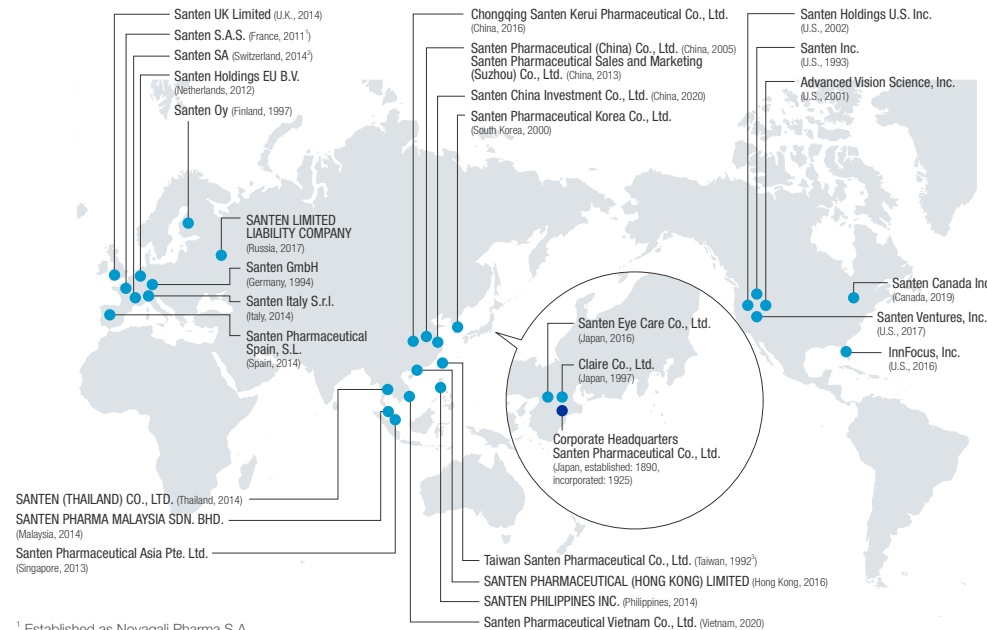 Santen UK Limited (U.K., 2014)
Santen S.A.S. (France, 2011¹)
Santen SA (Switzerland, 2014²)
Santen Holdings EU B.V.
(Netherlands, 2012)
Santen Oy (Finland, 1997)
SANTEN LIMITED
LIABILITY COMPANY
(Russia, 2017)
Santen GmbH
(Germany, 1994)
Santen Italy S.r.l.
(Italy, 2014)
Santen Pharmaceutical
Spain, S.L.
(Spain, 2014)
SANTEN (THAILAND) CO., LTD. (Thailand, 2014)
SANTEN PHARMA MALAYSIA SDN. BHD.
(Malaysia, 2014)
Santen Pharmaceutical Asia Pte. Ltd.
(Singapore, 2013)
Chongqing Santen Kerui Pharmaceutical Co., Ltd.
(China, 2016)
Santen Pharmaceutical (China) Co., Ltd. (China, 2005)
Santen Pharmaceutical Sales and Marketing
(Suzhou) Co., Ltd. (China, 2013)
Santen China Investment Co., Ltd. (China, 2020)
Santen Pharmaceutical Korea Co., Ltd.
(South Korea, 2000)
Santen Eye Care Co., Ltd.
(Japan, 2016)
Claire Co., Ltd.
(Japan, 1997)
Corporate Headquarters
Santen Pharmaceutical Co., Ltd.
(Japan, established: 1890,
incorporated: 1925)
Taiwan Santen Pharmaceutical Co., Ltd. (Taiwan, 1992³)
SANTEN PHARMACEUTICAL (HONG KONG) LIMITED (Hong Kong, 2016)
SANTEN PHILIPPINES INC. (Philippines, 2014)
Santen Pharmaceutical Vietnam Co., Ltd. (Vietnam, 2020)
Santen Holdings U.S. Inc.
(U.S., 2002)
Santen Inc.
(U.S., 1993)
Advanced Vision Science, Inc.
(U.S., 2001)
Santen Canada Inc
(Canada, 2019)
Santen Ventures, Inc.
(U.S., 2017)
InnFocus, Inc.
(U.S., 2016)
¹ Established as Novagali Pharma S.A.